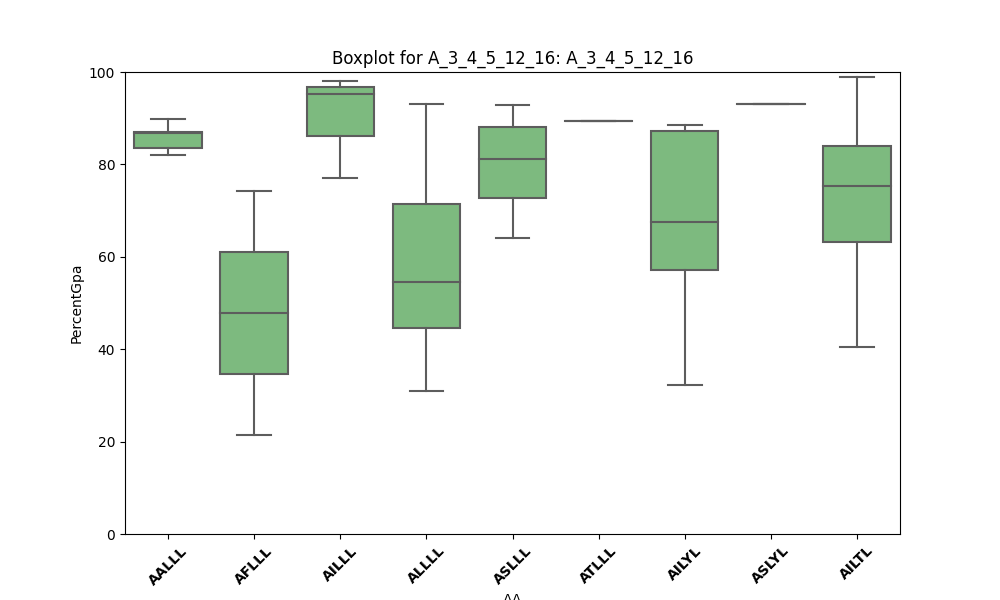 Boxplot for A_3_4_5_12_16: A_3_4_5_12_16
100
80
60
40
20
0
PercentGpa
AALLL AFLLL AILLL ALLLL ASLLL ATLLL AILYL ASLYL AILTL
AA